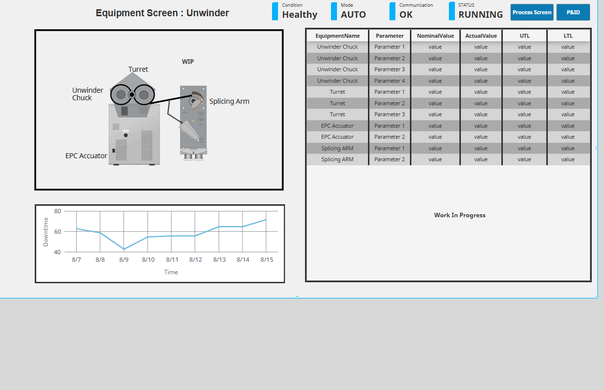 Equipment Screen : Unwinder
Condition
Healthy
Mode
AUTO
Communication
OK
STATUS
RUNNING
Process Screen
P&ID
WIP
Turret
Unwinder
Chuck
Splicing Arm
EPC Accuator
EquipmentName Parameter NominalValue ActualValue UTL LTL
Unwinder Chuck Parameter 1 value value value value
Unwinder Chuck Parameter 2 value value value value
Unwinder Chuck Parameter 3 value value value value
Unwinder Chuck Parameter 4 value value value value
Turret Parameter 1 value value value value
Turret Parameter 2 value value value value
Turret Parameter 3 value value value value
EPC Accuator Parameter 1 value value value value
EPC Accuator Parameter 2 value value value value
Splicing ARM Parameter 1 value value value value
Splicing ARM Parameter 2 value value value value
Work In Progress
Downtime
80
60
40
8/7 8/8 8/9 8/10 8/11 8/12 8/13 8/14 8/15
Time